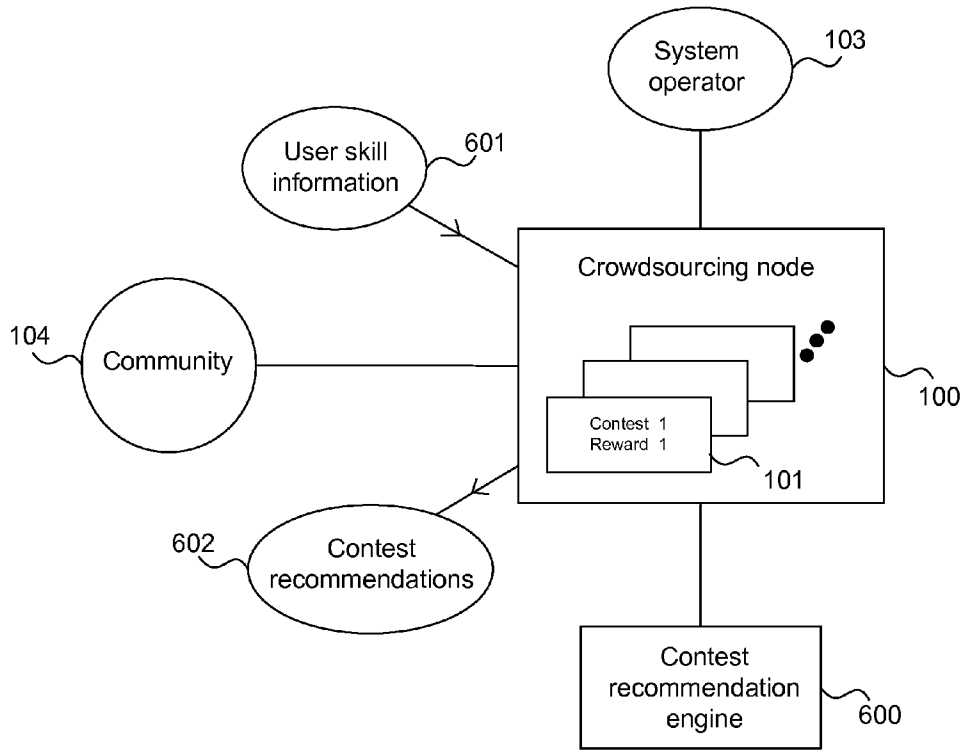 System
operator
103
User skill
information
601
Crowdsourcing node
104
Community
100
Contest 1
Reward 1
101
602
Contest
recommendations
Contest
recommendation
engine
600